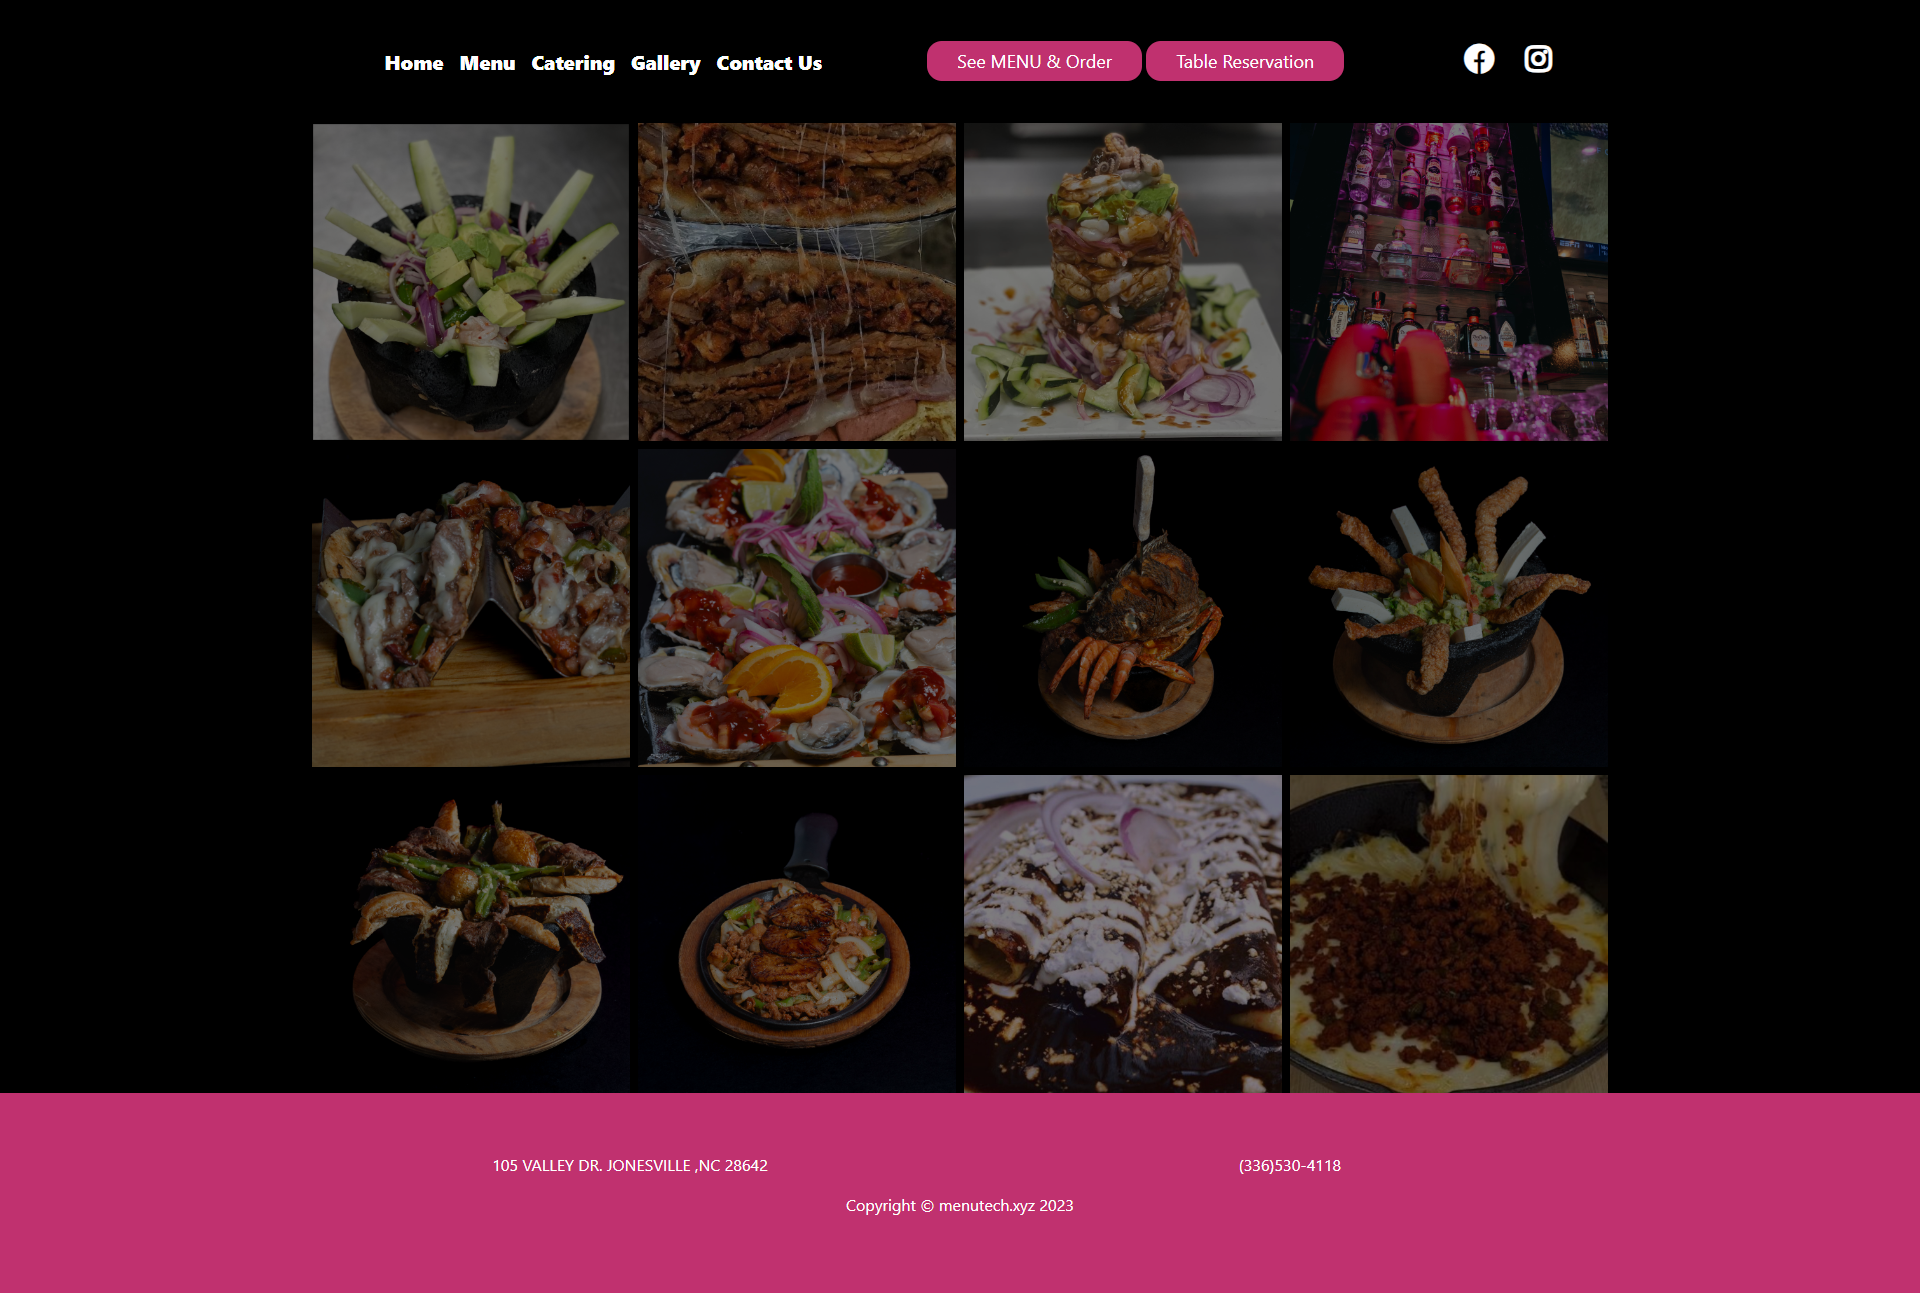 Home Menu Catering Gallery Contact Us
See MENU & Order
Table Reservation
ESPN
105 VALLEY DR. JONESVILLE ,NC 28642
(336)530-4118
Copyright © menutech.xyz 2023